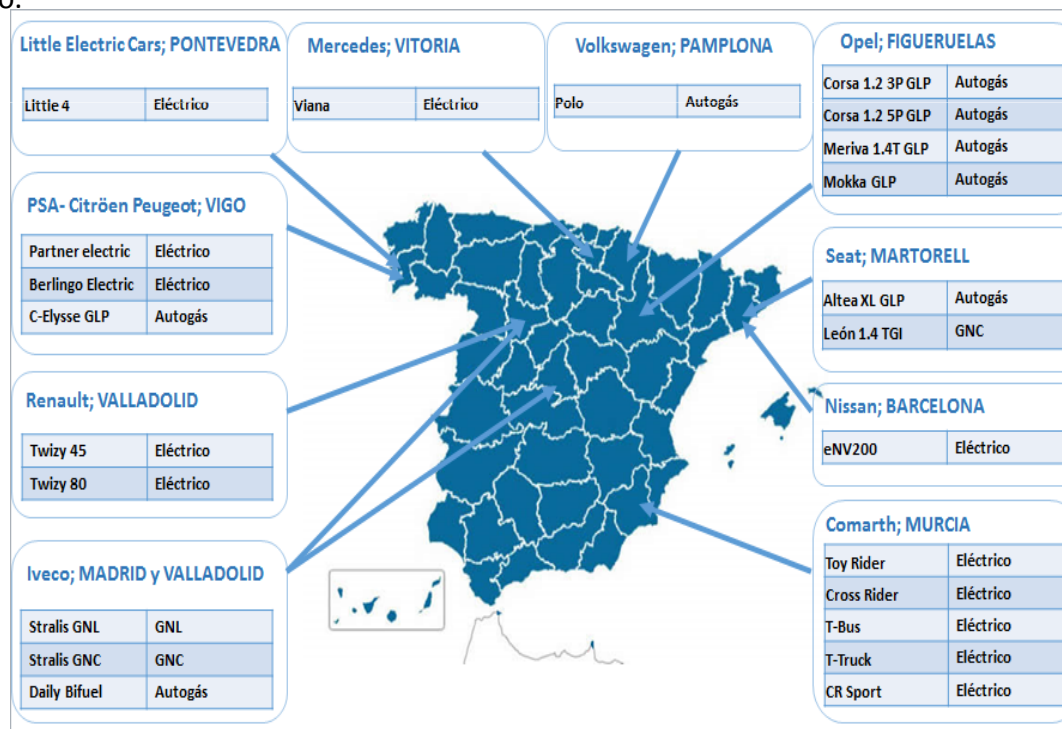 Little Electric Cars; PONTEVEDRA
Little 4 Eléctrico
Mercedes; VITORIA
Viana Eléctrico
Volkswagen; PAMPLONA
Polo Autogás
Opel; FIGUERUELAS
Corsa 1.2 3P GLP Autogás
Corsa 1.2 5P GLP Autogás
Meriva 1.4T GLP Autogás
Mokka GLP Autogás
PSA- Citröen Peugeot; VIGO
Partner electric Eléctrico
Berlingo Electric Eléctrico
C-Elysse GLP Autogás
Seat; MARTORELL
Altea XL GLP Autogás
León 1.4 TGI GNC
Renault; VALLADOLID
Twizy 45 Eléctrico
Twizy 80 Eléctrico
Nissan; BARCELONA
eNV200 Eléctrico
Iveco; MADRID y VALLADOLID
Stralis GNL GNL
Stralis GNC GNC
Daily Bifuel Autogás
Comarth; MURCIA
Toy Rider Eléctrico
Cross Rider Eléctrico
T-Bus Eléctrico
T-Truck Eléctrico
CR Sport Eléctrico